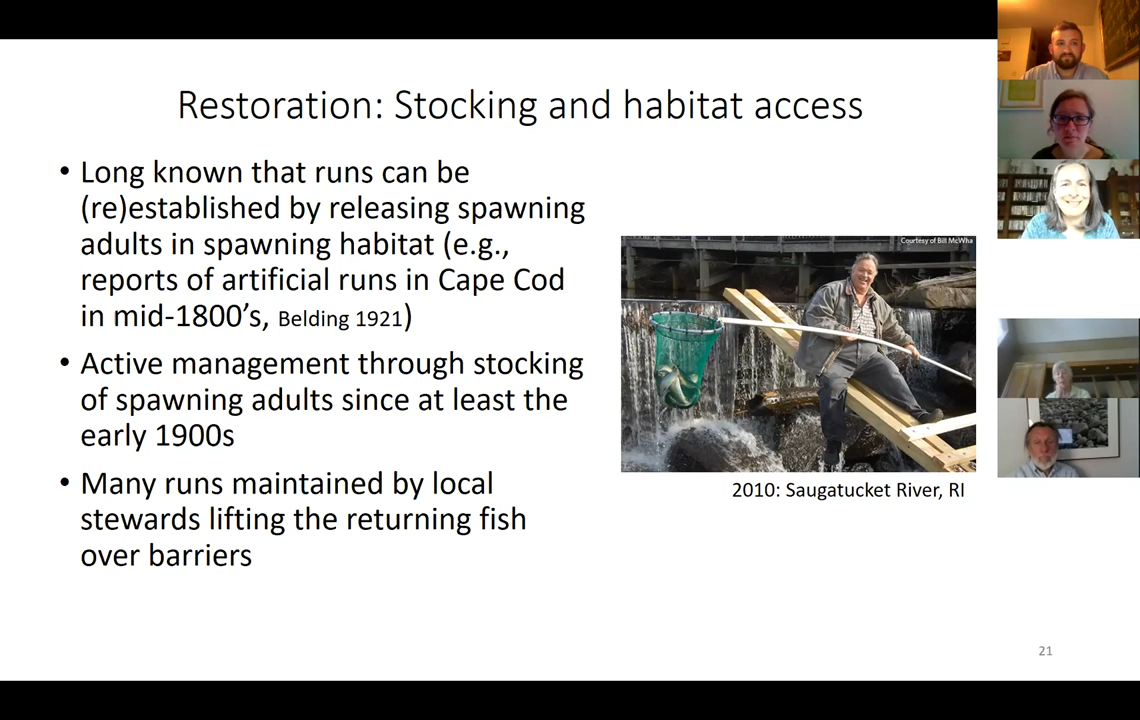 Restoration: Stocking and habitat access
• Long known that runs can be
(re)established by releasing spawning
adults in spawning habitat (e.g.,
reports of artificial runs in Cape Cod
in mid-1800’s, Belding 1921)
• Active management through stocking
of spawning adults since at least the
early 1900s
• Many runs maintained by local
stewards lifting the returning fish
over barriers
Courtesy of Bill McWha
2010: Saugatucket River, RI
21